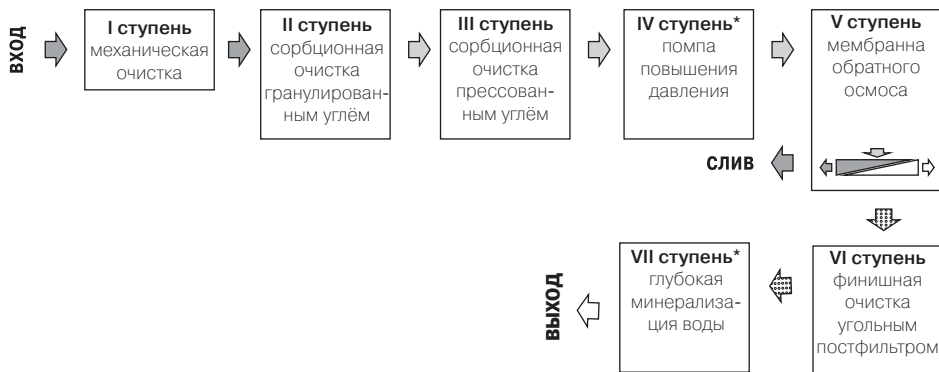 ВХОД
I ступень
механическая
очистка
II ступень
сорбционная
очистка
гранулирован-
ным углём
III ступень
сорбционная
очистка
прессован-
ным углём
IV ступень*
помпа
повышения
давления
V ступень
мембранна
обратного
осмоса
СЛИВ
VI ступень
финишная
очистка
угольным
постфильтром
VII ступень*
глубокая
минерализа-
ция воды
ВЫХОД